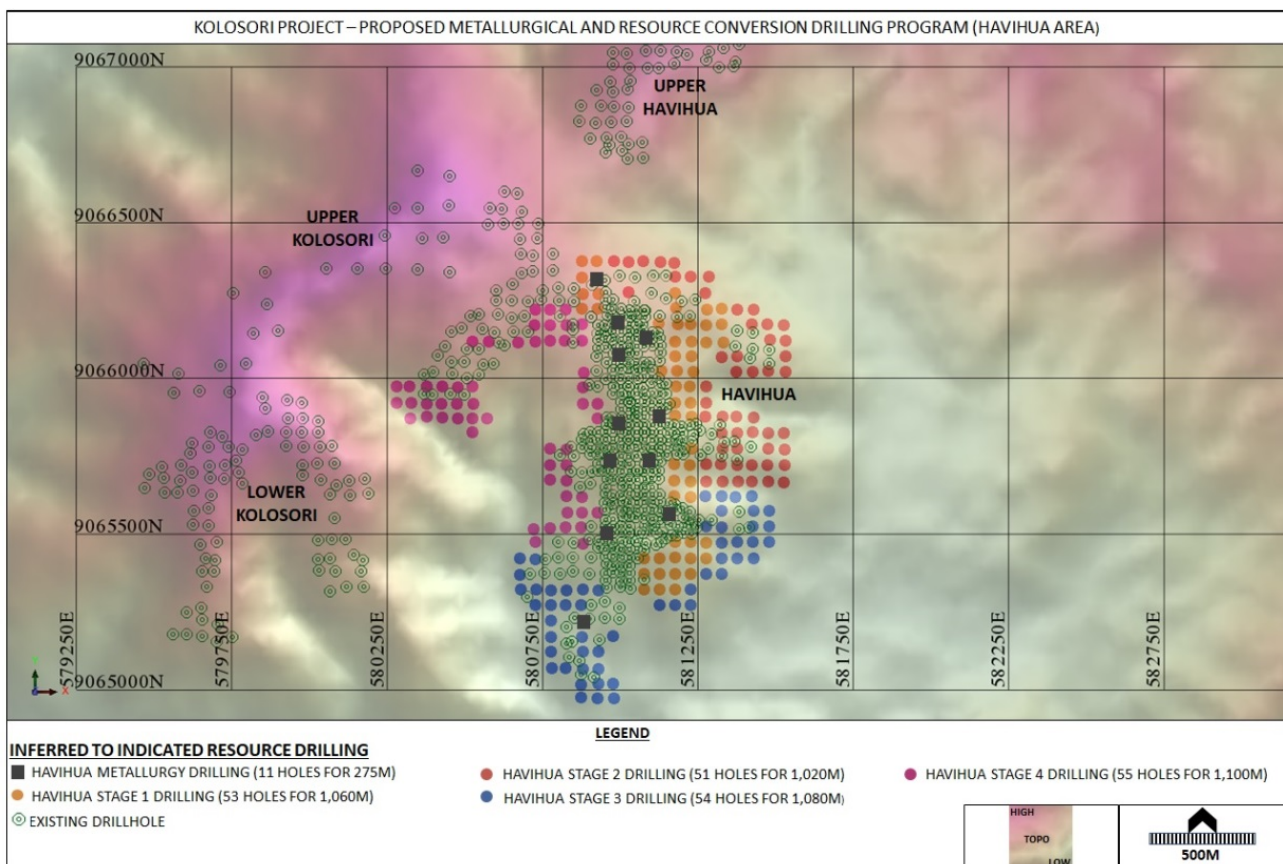 KOLOSORI PROJECT – PROPOSED METALLURGICAL AND RESOURCE CONVERSION DRILLING PROGRAM (HAVIHUA AREA)
9067000N
UPPER
HAVIHUA
9066500N
UPPER
KOLOSORI
9066000N
HAVIHUA
LOWER
KOLOSORI
9065500N
579250E
579750E
580250E
580750E
581250E
581750E
582250E
582750E
9065000N
Y
X
LEGEND
INFERRED TO INDICATED RESOURCE DRILLING
HAVIHUA METALLURGY DRILLING (11 HOLES FOR 275M)
HAVIHUA STAGE 2 DRILLING (51 HOLES FOR 1,020M)
HAVIHUA STAGE 4 DRILLING (55 HOLES FOR 1,100M)
HAVIHUA STAGE 1 DRILLING (53 HOLES FOR 1,060M)
HAVIHUA STAGE 3 DRILLING (54 HOLES FOR 1,080M)
EXISTING DRILLHOLE
HIGH
TOPO
LOW
500M